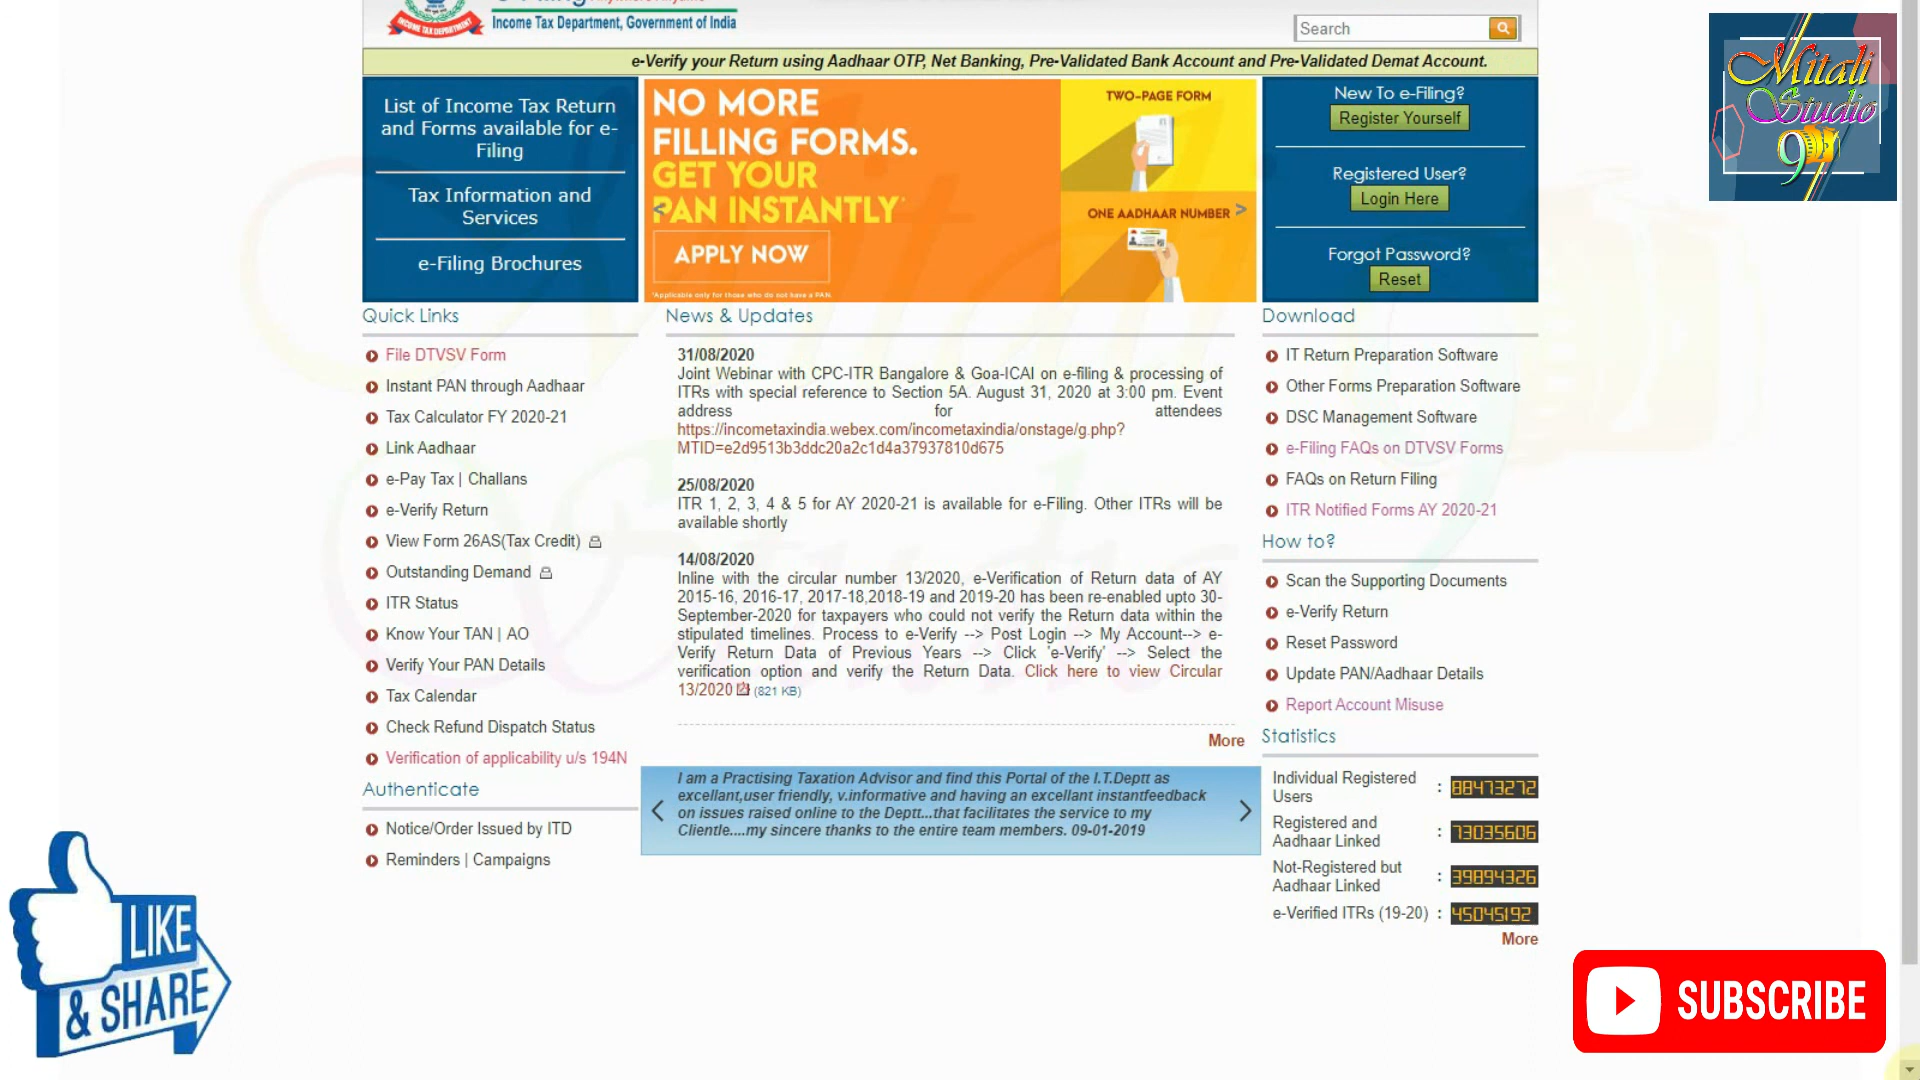 Income Tax Department, Government of India
Search
e-Verify your Return using Aadhaar OTP, Net Banking, Pre-Validated Bank Account and Pre-Validated Demat Account.
List of Income Tax Return
and Forms available for e-
Filing
Tax Information and
Services
e-Filing Brochures
NO MORE
FILLING FORMS.
GET YOUR
PAN INSTANTLY*
APPLY NOW
*Applicable only for those who do not have a PAN.
TWO-PAGE FORM
ONE AADHAAR NUMBER
New To e-Filing?
Register Yourself
Registered User?
Login Here
Forgot Password?
Reset
Mitali
Studio
9
Quick Links
File DTVSV Form
Instant PAN through Aadhaar
Tax Calculator FY 2020-21
Link Aadhaar
e-Pay Tax | Challans
e-Verify Return
View Form 26AS(Tax Credit)
Outstanding Demand
ITR Status
Know Your TAN | AO
Verify Your PAN Details
Tax Calendar
Check Refund Dispatch Status
Verification of applicability u/s 194N
Authenticate
Notice/Order Issued by ITD
Reminders | Campaigns
News & Updates
31/08/2020
Joint Webinar with CPC-ITR Bangalore & Goa-ICAI on e-filing & processing of
ITRs with special reference to Section 5A. August 31, 2020 at 3:00 pm. Event
address for attendees
https://incometaxindia.webex.com/incometaxindia/onstage/g.php?
MTID=e2d9513b3ddc20a2c1d4a37937810d675
25/08/2020
ITR 1, 2, 3, 4 & 5 for AY 2020-21 is available for e-Filing. Other ITRs will be
available shortly
14/08/2020
Inline with the circular number 13/2020, e-Verification of Return data of AY
2015-16, 2016-17, 2017-18,2018-19 and 2019-20 has been re-enabled upto 30-
September-2020 for taxpayers who could not verify the Return data within the
stipulated timelines. Process to e-Verify --> Post Login --> My Account--> e-
Verify Return Data of Previous Years --> Click 'e-Verify' --> Select the
verification option and verify the Return Data. Click here to view Circular
13/2020 (821 KB)
More
I am a Practising Taxation Advisor and find this Portal of the I.T.Deptt as
excellant,user friendly, v.informative and having an excellant instantfeedback
on issues raised online to the Deptt...that facilitates the service to my
Clientle....my sincere thanks to the entire team members. 09-01-2019
Download
IT Return Preparation Software
Other Forms Preparation Software
DSC Management Software
e-Filing FAQs on DTVSV Forms
FAQs on Return Filing
ITR Notified Forms AY 2020-21
How to?
Scan the Supporting Documents
e-Verify Return
Reset Password
Update PAN/Aadhaar Details
Report Account Misuse
Statistics
Individual Registered
Users : 88473272
Registered and
Aadhaar Linked : 73035606
Not-Registered but
Aadhaar Linked : 39894326
e-Verified ITRs (19-20) : 45045192
More
LIKE
& SHARE
SUBSCRIBE